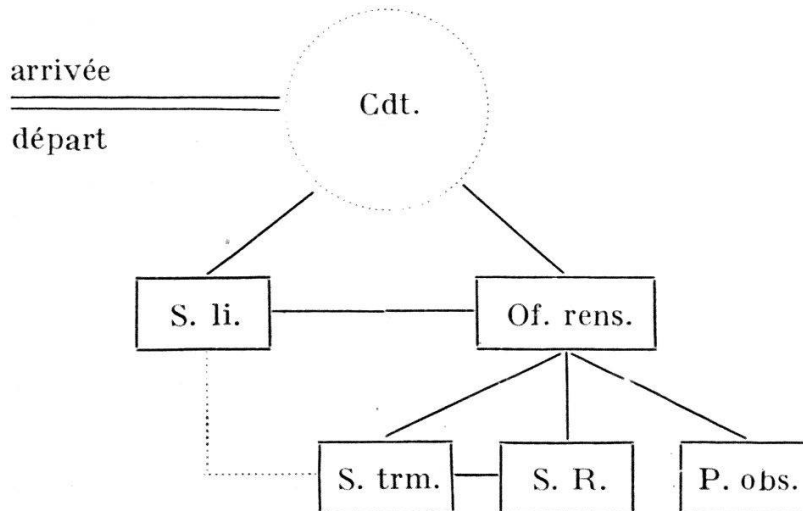 arrivée
Cdt.
départ
S. li.
Of. rens.
S. trm.
S. R.
P. obs.